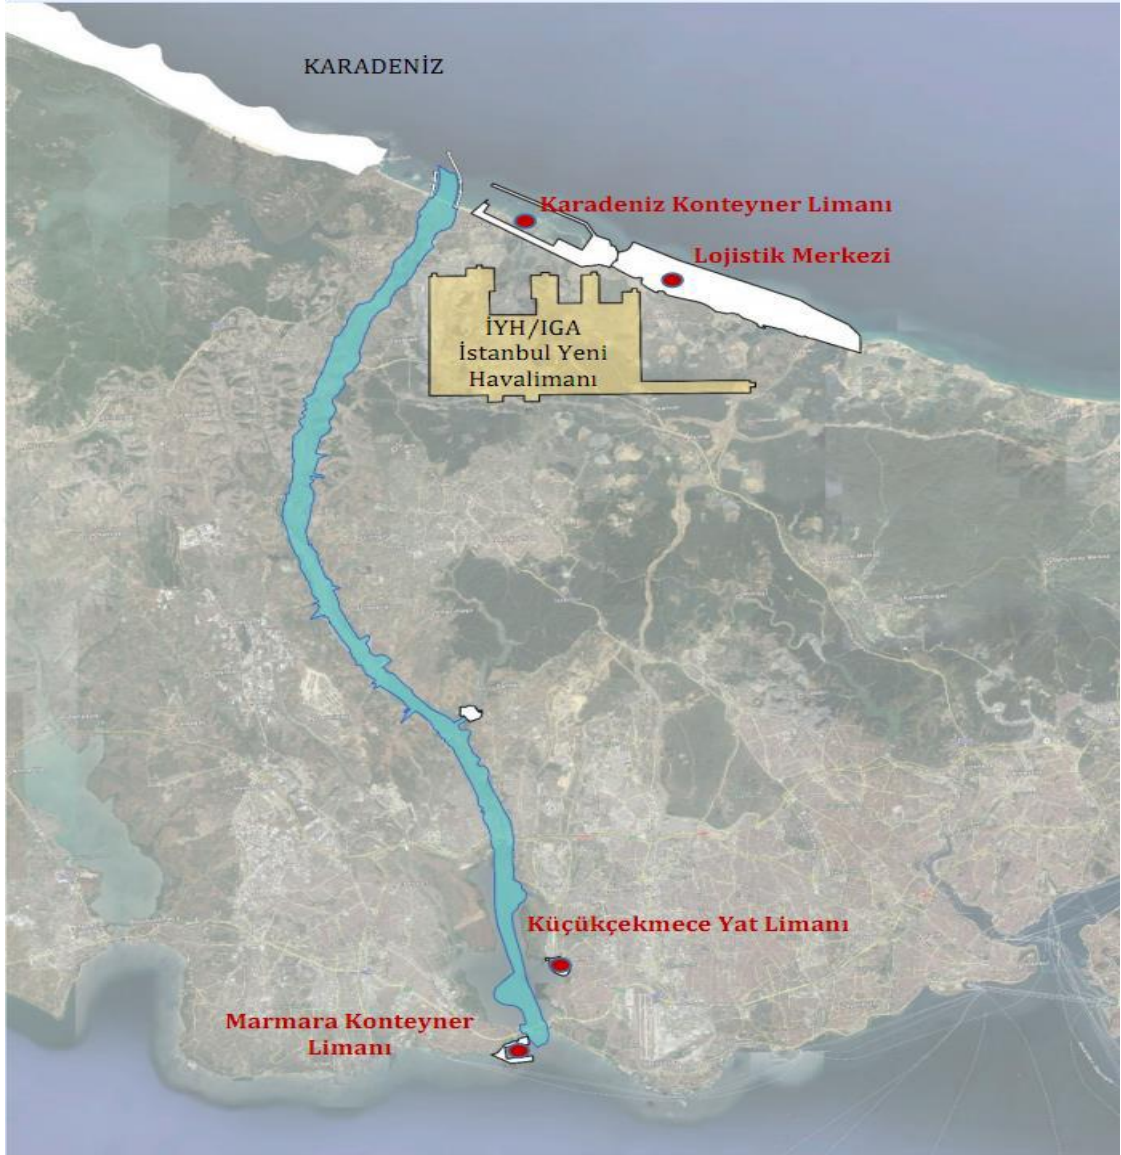 KARADENİZ
Karadeniz Konteyner Limanı
Lojistik Merkezi
İYH/IGA
İstanbul Yeni
Havalimanı
Küçükçekmece Yat Limanı
Marmara Konteyner
Limanı